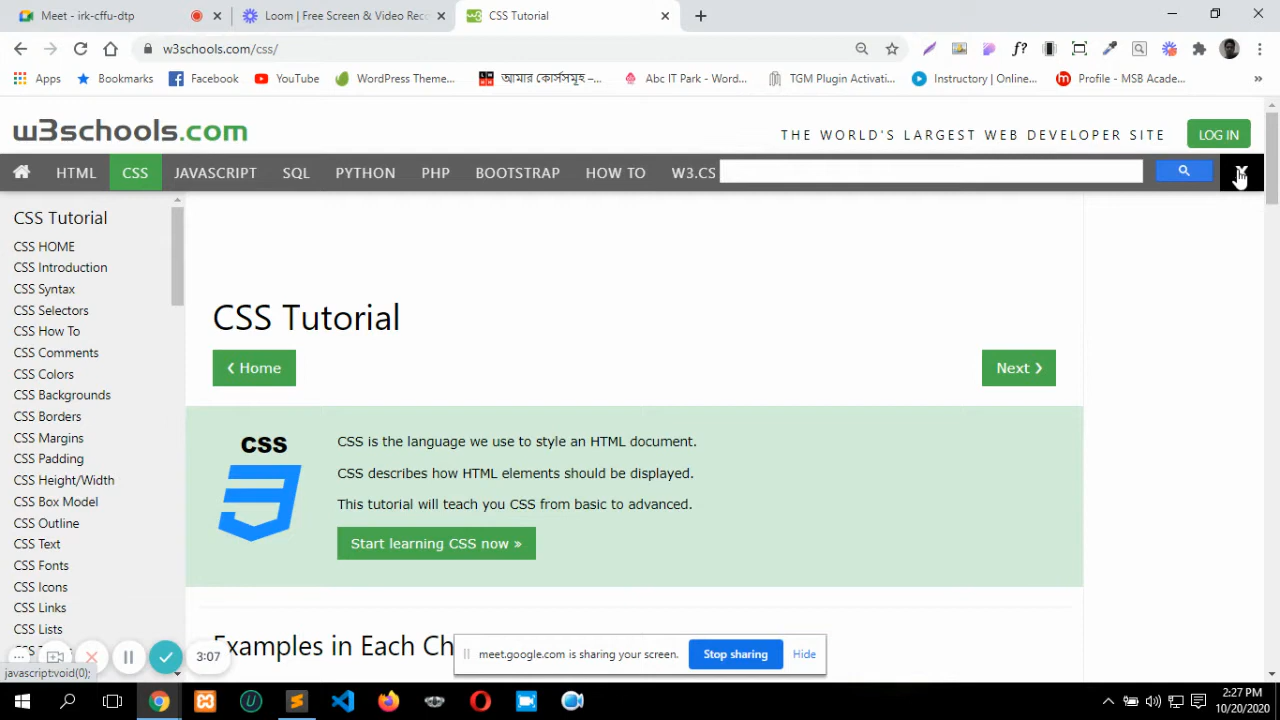 Meet - irk-cffu-dtp
Loom | Free Screen & Video Rec
CSS Tutorial
w3schools.com/css/
Apps
Bookmarks
Facebook
YouTube
WordPress Theme...
আমার কোর্সসমূহ –...
Abc IT Park - Word...
TGM Plugin Activati...
Instructory | Online...
Profile - MSB Acade...
w3schools.com
THE WORLD'S LARGEST WEB DEVELOPER SITE
LOG IN
HTML
CSS
JAVASCRIPT
SQL
PYTHON
PHP
BOOTSTRAP
HOW TO
W3.CS
CSS Tutorial
CSS HOME
CSS Introduction
CSS Syntax
CSS Selectors
CSS How To
CSS Comments
CSS Colors
CSS Backgrounds
CSS Borders
CSS Margins
CSS Padding
CSS Height/Width
CSS Box Model
CSS Outline
CSS Text
CSS Fonts
CSS Icons
CSS Links
CSS Lists
CSS Tutorial
❮ Home
Next ❯
CSS
CSS is the language we use to style an HTML document.
CSS describes how HTML elements should be displayed.
This tutorial will teach you CSS from basic to advanced.
Start learning CSS now »
Examples in Each Ch
meet.google.com is sharing your screen.
Stop sharing
Hide
3:07
javascript:void(0);
2:27 PM
10/20/2020